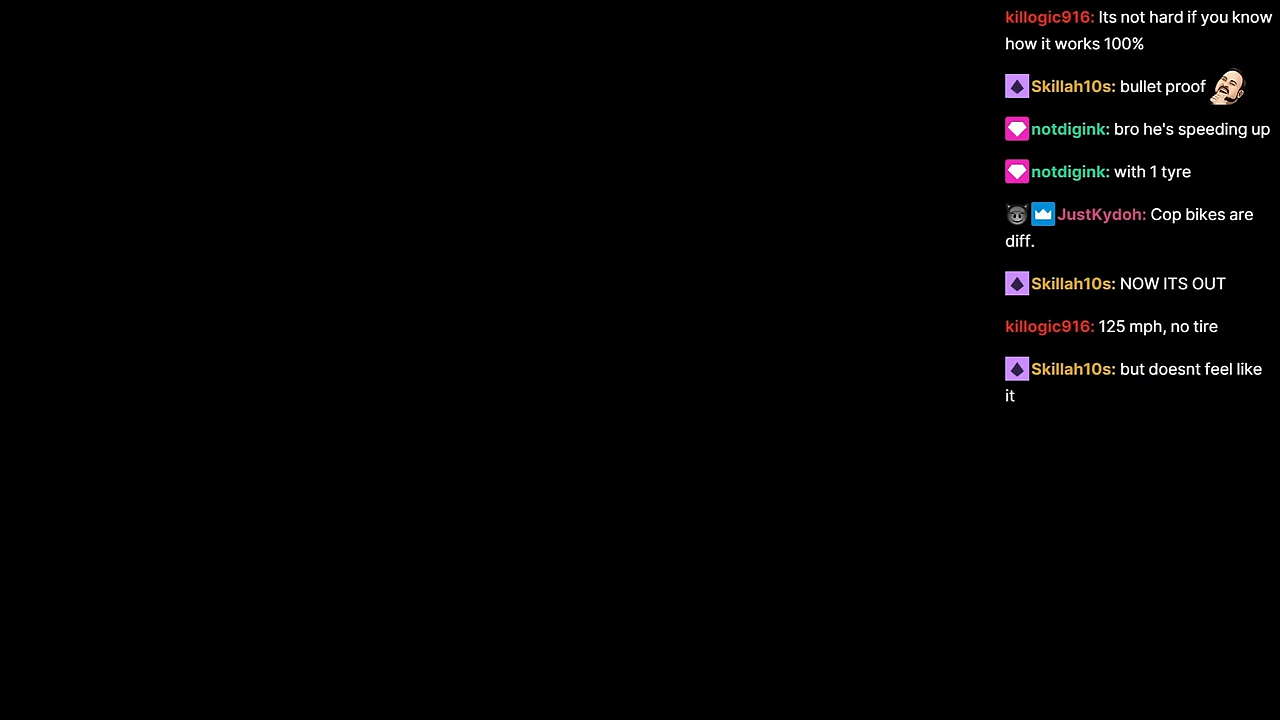 killogic916: Its not hard if you know
how it works 100%
Skillah10s: bullet proof
notdigink: bro he's speeding up
notdigink: with 1 tyre
JustKydoh: Cop bikes are
diff.
Skillah10s: NOW ITS OUT
killogic916: 125 mph, no tire
Skillah10s: but doesnt feel like
it